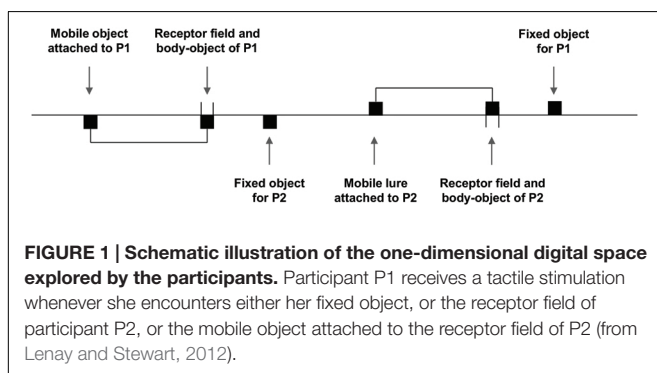 Mobile object
attached to P1
Receptor field and
body-object of P1
Fixed object
for P1
Fixed object
for P2
Mobile lure
attached to P2
Receptor field and
body-object of P2
FIGURE 1 | Schematic illustration of the one-dimensional digital space
explored by the participants. Participant P1 receives a tactile stimulation
whenever she encounters either her fixed object, or the receptor field of
participant P2, or the mobile object attached to the receptor field of P2 (from
Lenay and Stewart, 2012).